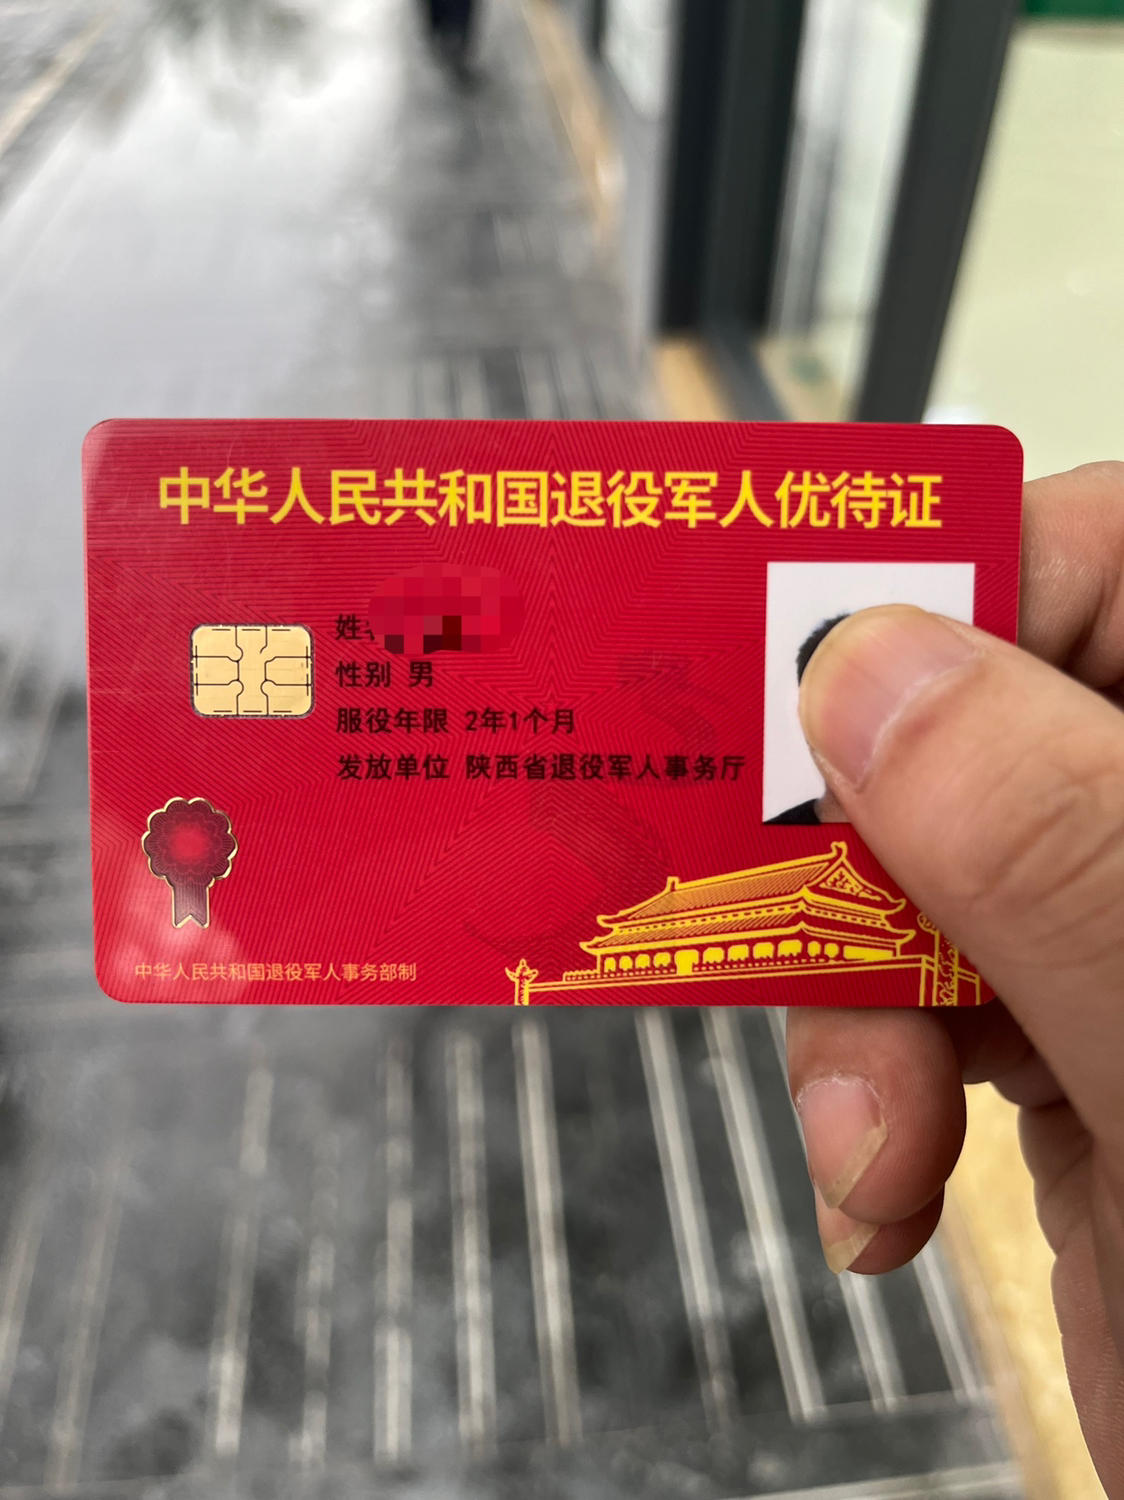 中华人民共和国退役军人优待证
姓
性别 男
服役年限 2年1个月
发放单位 陕西省退役军人事务厅
中华人民共和国退役军人事务部制